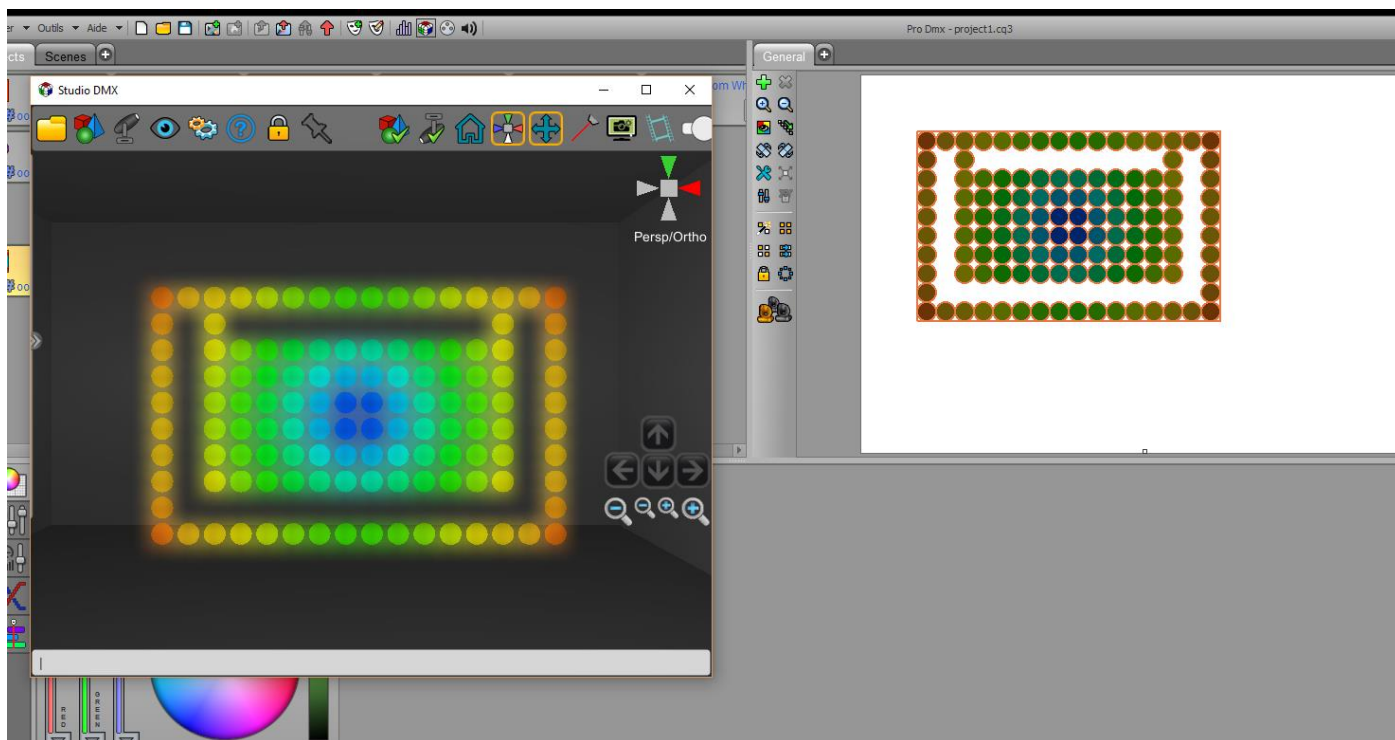 Outils Aide
Pro Dmx - project1.cq3
Scenes
General
Studio DMX
Persp/Ortho
RED
GREEN